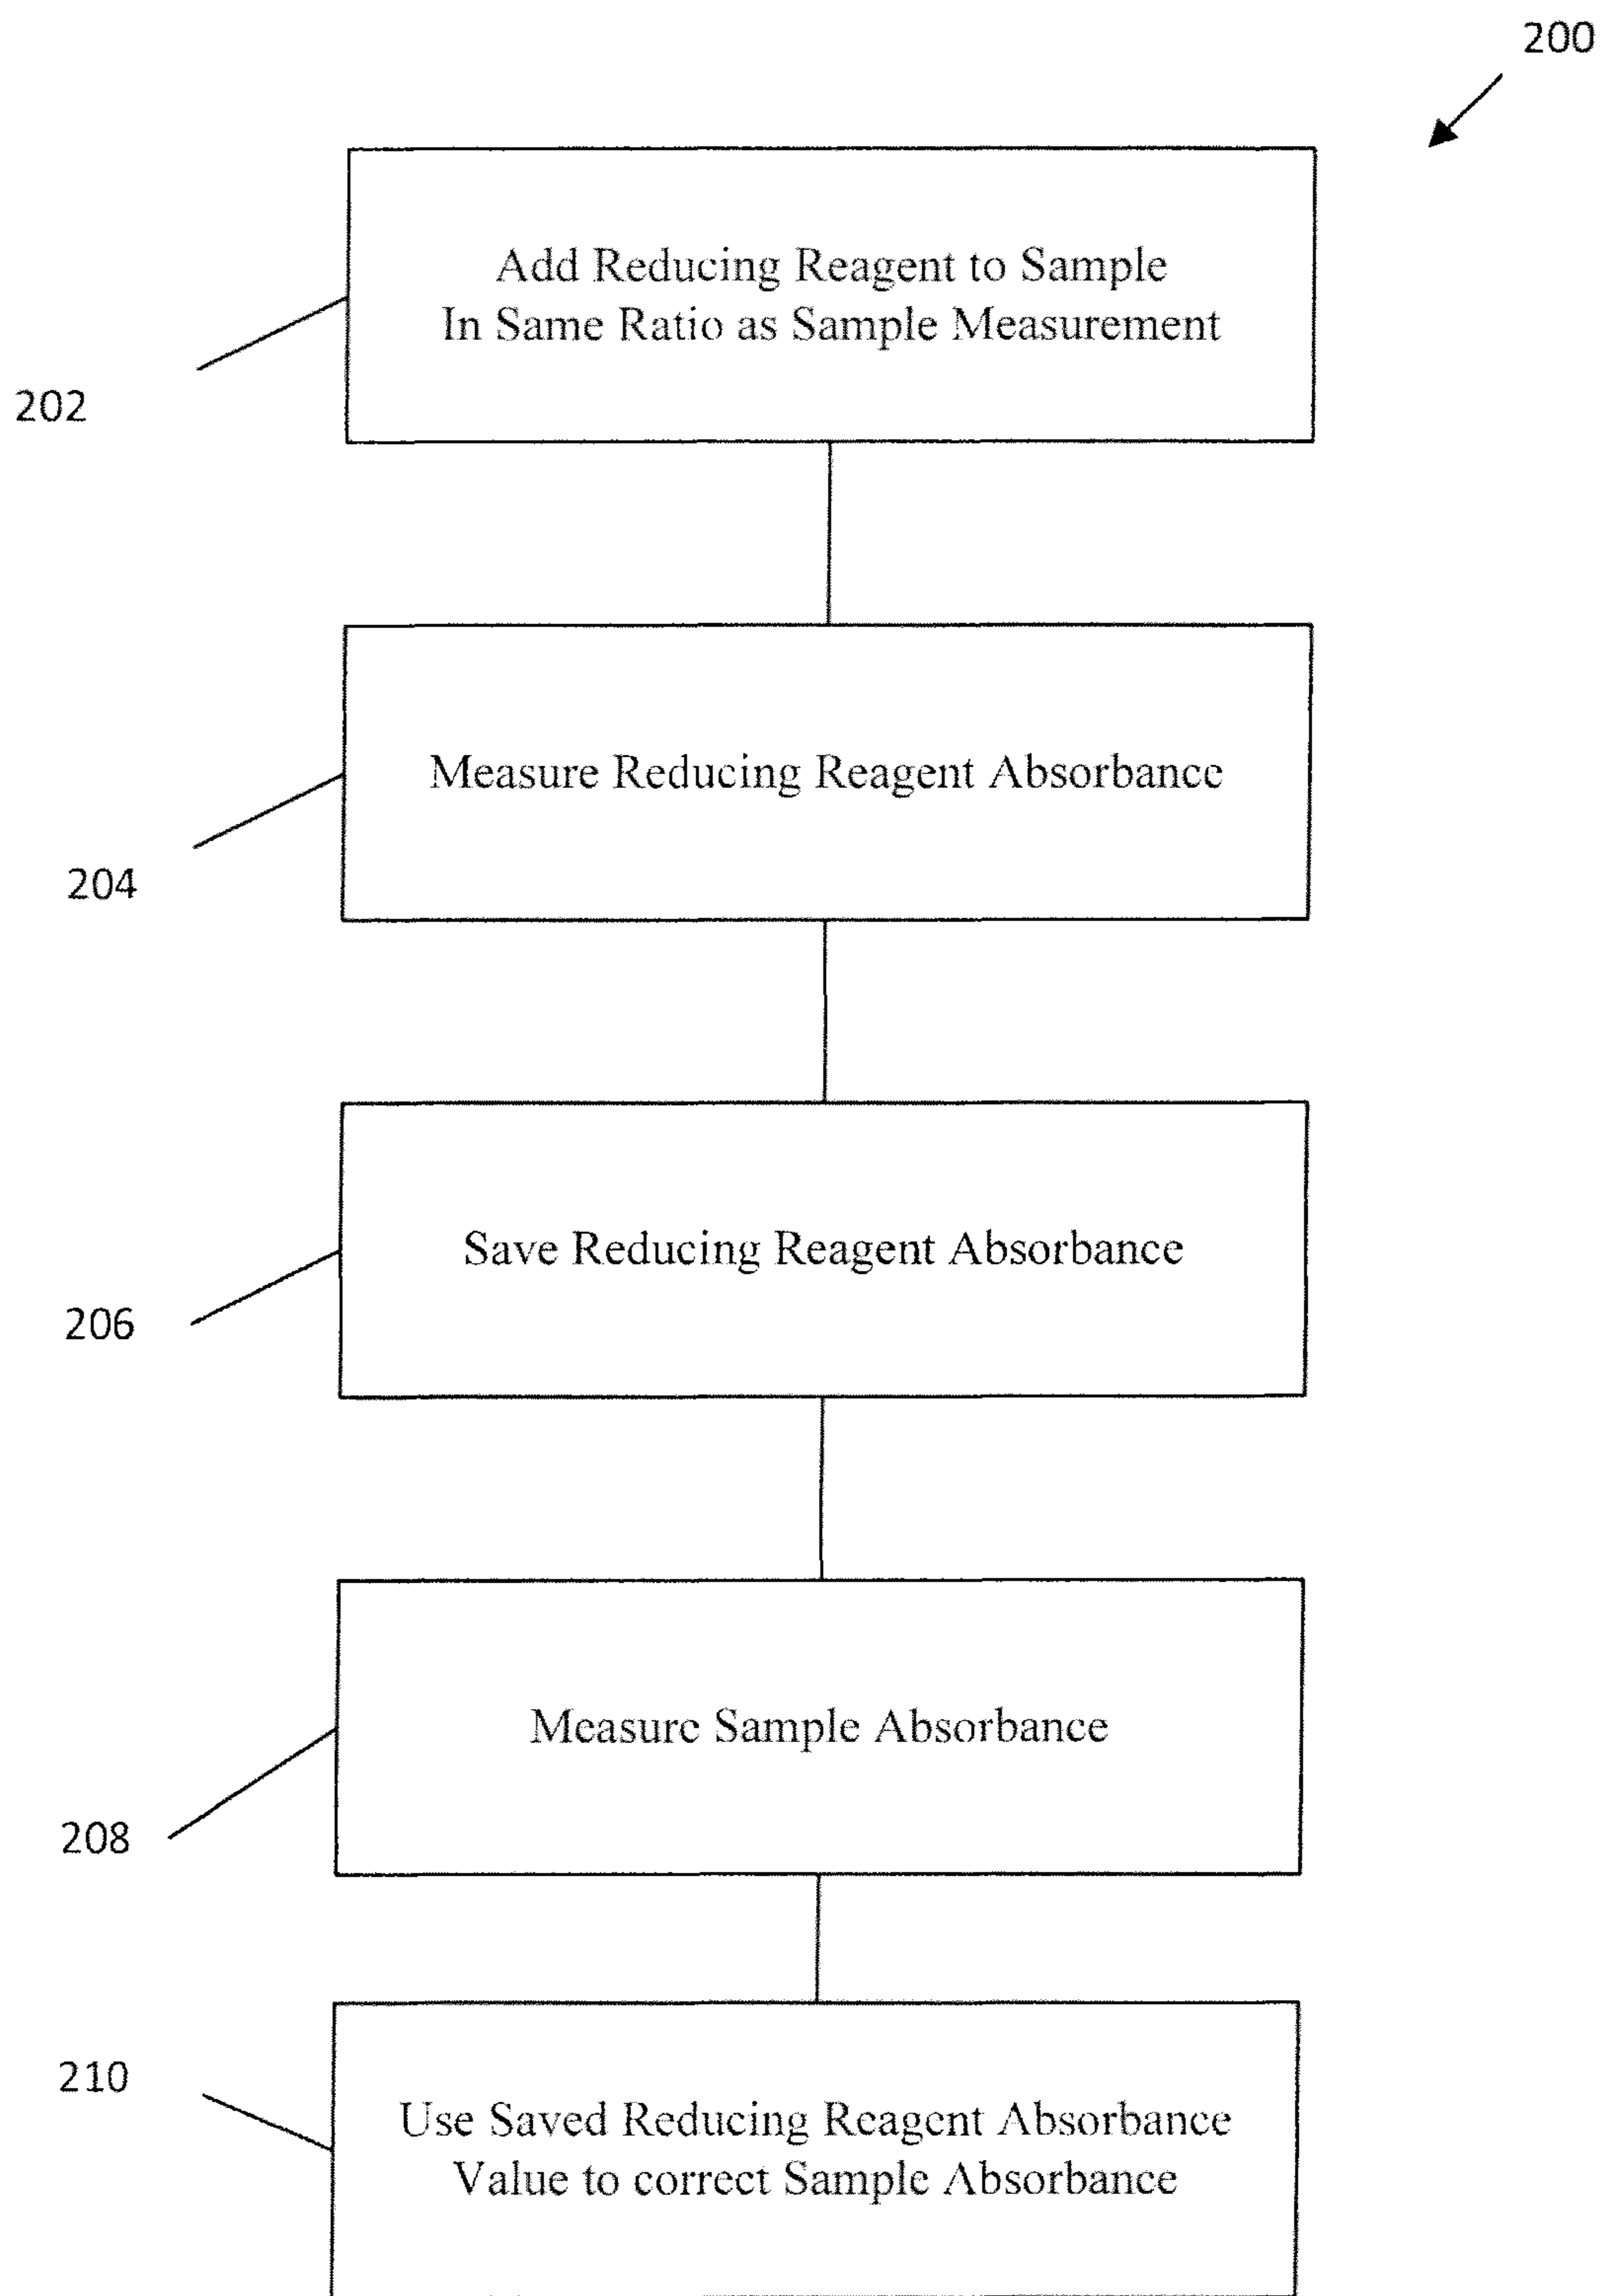 200
Add Reducing Reagent to Sample
In Same Ratio as Sample Measurement
202
Measure Reducing Reagent Absorbance
204
Save Reducing Reagent Absorbance
206
Measure Sample Absorbance
208
210
Use Saved Reducing Reagent Absorbance
Value to correct Sample Absorbance